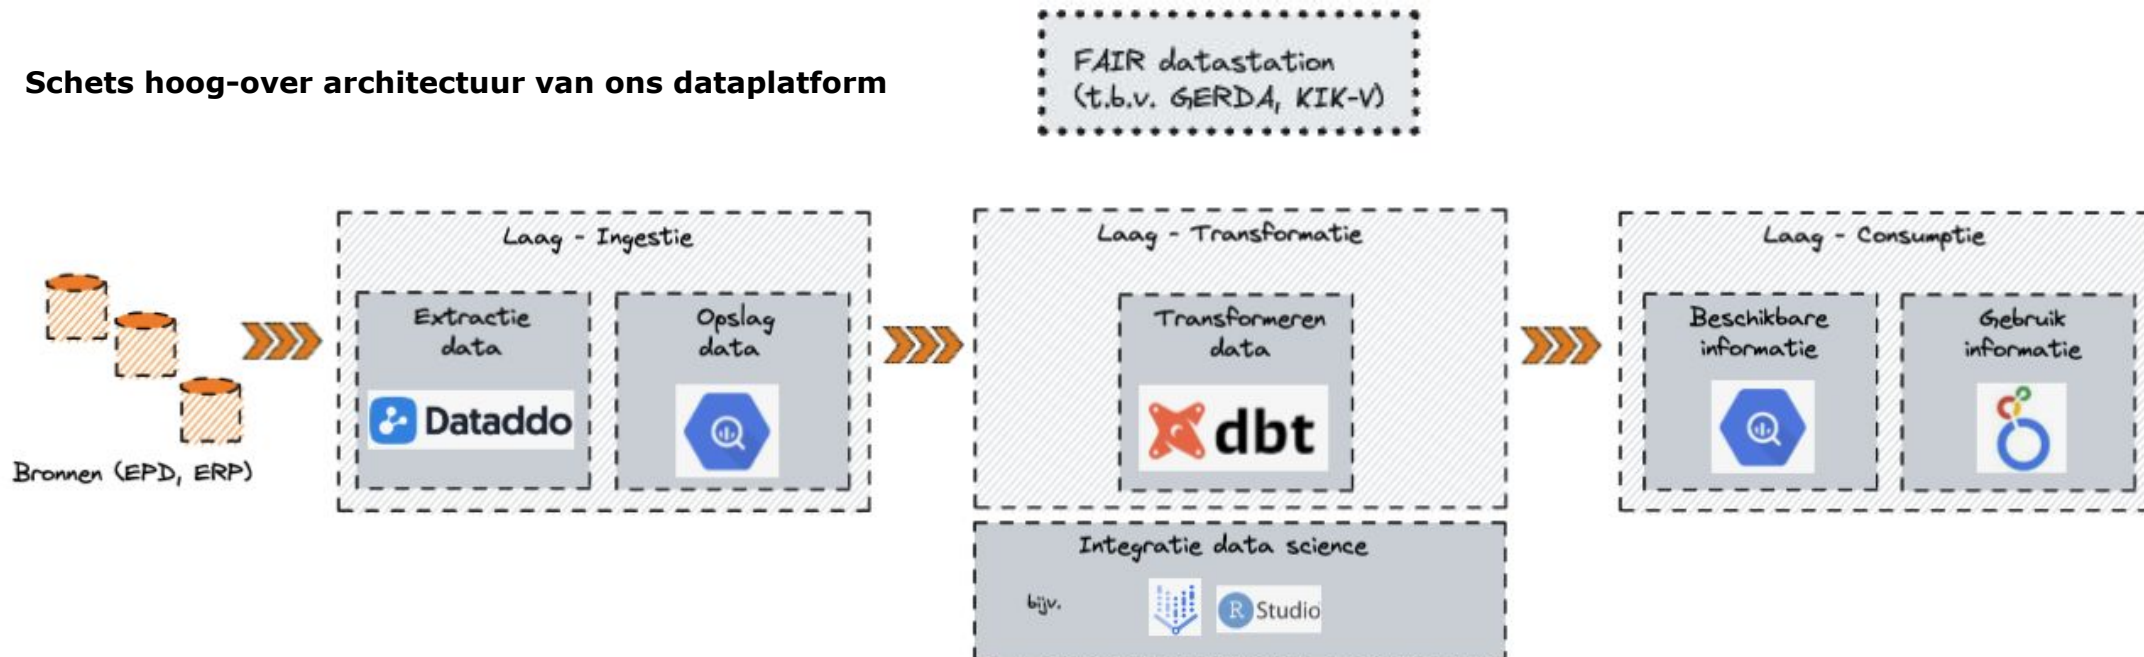 Schets hoog-over architectuur van ons dataplatform
FAIR datastation
(t.b.v. GERDA, KIK-V)
Bronnen (EPD, ERP)
Laag - Ingestie
Extractie
data
Dataddo
Opslag
data
Laag - Transformatie
Transformeren
data
dbt
Integratie data science
bijv.
R Studio
Laag - Consumptie
Beschikbare
informatie
Gebruik
informatie